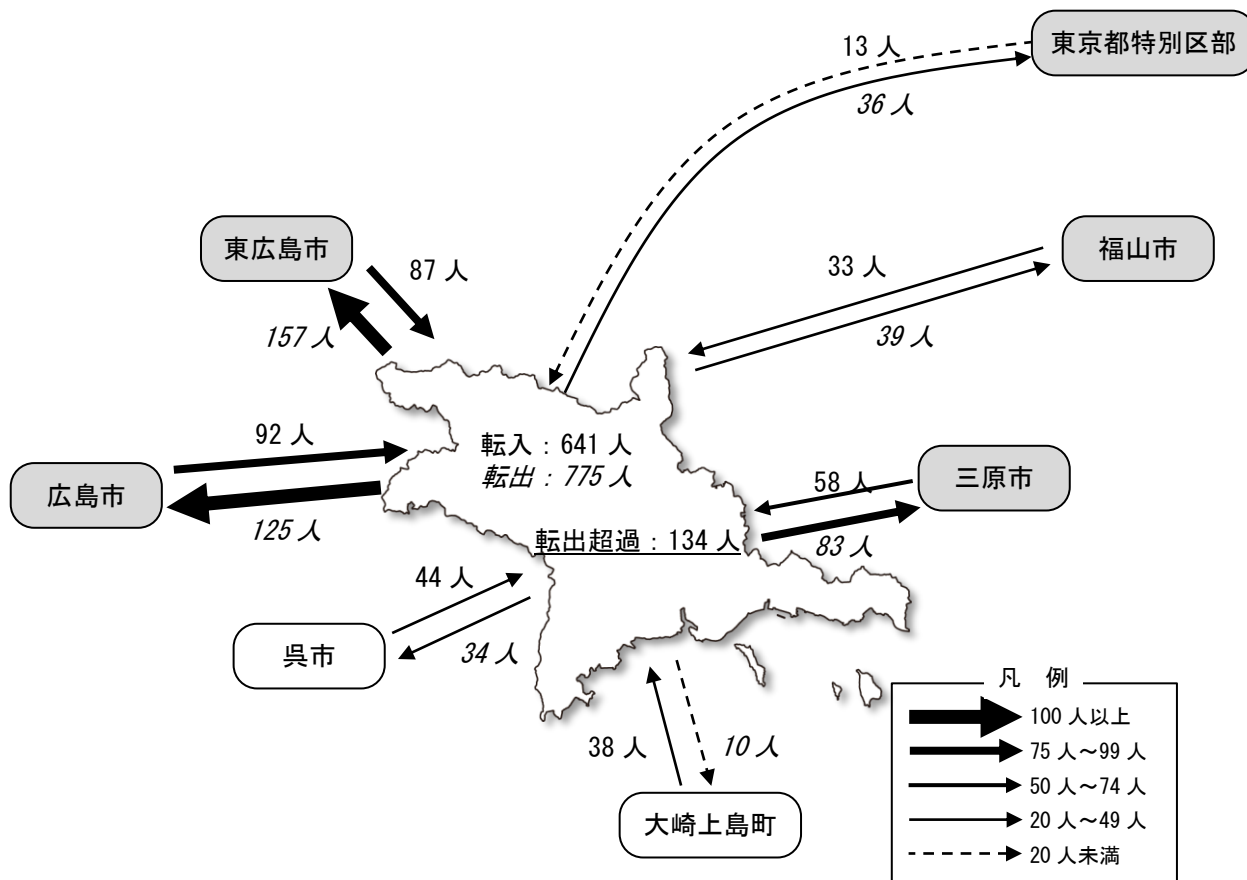 13 人
東京都特別区部
36 人
東広島市
87 人
157 人
33 人
福山市
39 人
92 人
広島市
125 人
転入：641 人
転出：775 人
転出超過：134 人
58 人
三原市
83 人
44 人
呉市
34 人
38 人
10 人
大崎上島町
凡　例
100 人以上
75 人～99 人
50 人～74 人
20 人～49 人
20 人未満